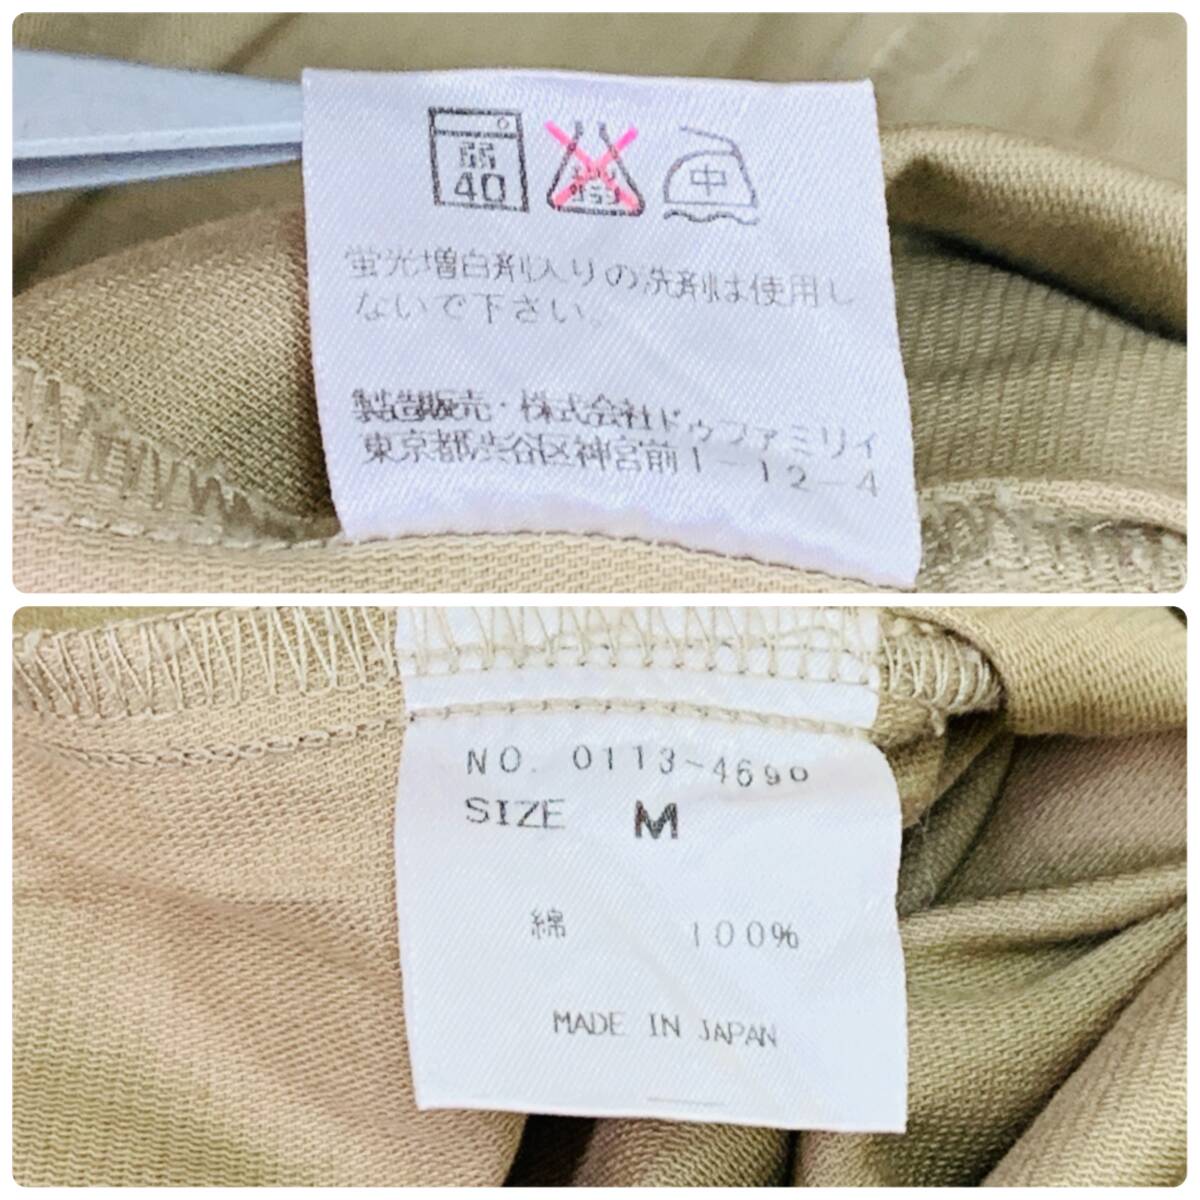 弱
40
エンソ
サラシ
中
蛍光増白剤入りの洗剤は使用し
ないで下さい。
製造販売・株式会社ドゥファミリィ
東京都渋谷区神宮前1-12-4
NO. 0113-4690
SIZE M
綿 100%
MADE IN JAPAN